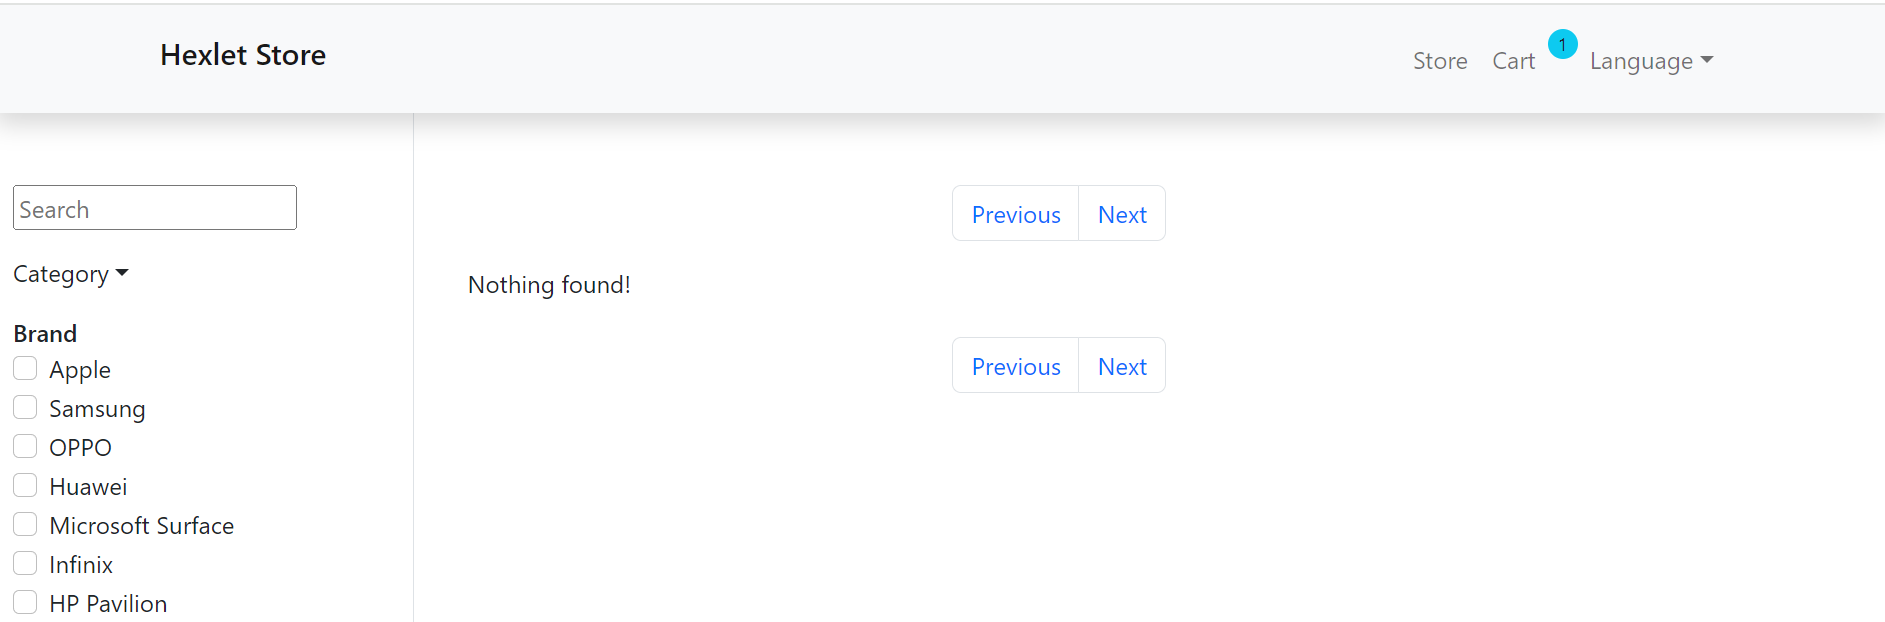 Hexlet Store
Store Cart 1 Language
Search
Category
Brand
Apple
Samsung
OPPO
Huawei
Microsoft Surface
Infinix
HP Pavilion
Previous Next
Nothing found!
Previous Next